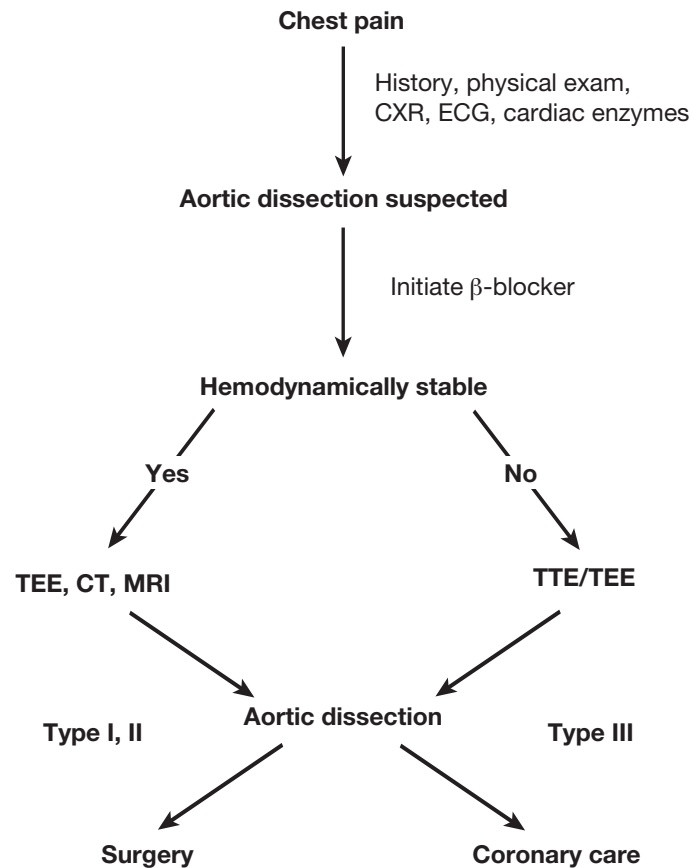 Chest pain
History, physical exam,
CXR, ECG, cardiac enzymes
Aortic dissection suspected
Initiate β-blocker
Hemodynamically stable
Yes
No
TEE, CT, MRI
TTE/TEE
Aortic dissection
Type I, II
Type III
Surgery
Coronary care